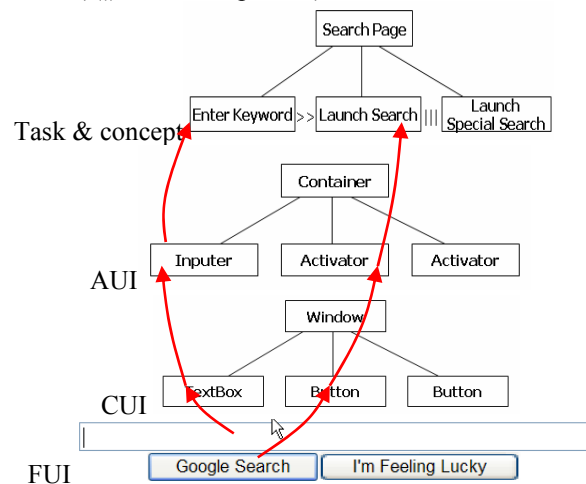 Search Page
Enter Keyword >> Launch Search ||| Launch
Special Search
Task & concept
Container
Inputer Activator Activator
AUI
Window
TextBox Button Button
CUI
Google Search I'm Feeling Lucky
FUI